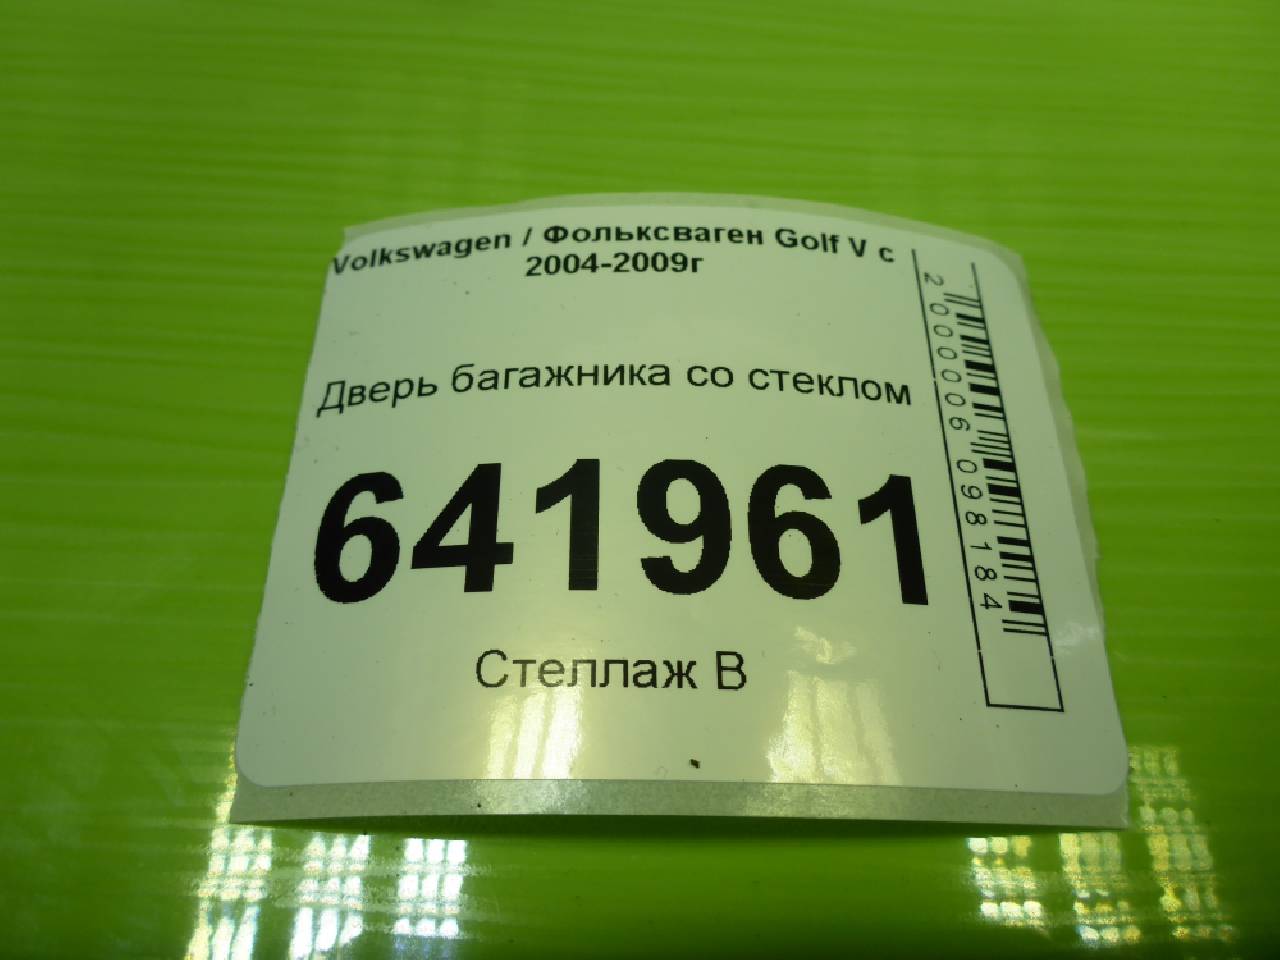 Volkswagen / Фольксваген Golf V с
2004-2009г
Дверь багажника со стеклом
641961
Стеллаж В
2000006098184